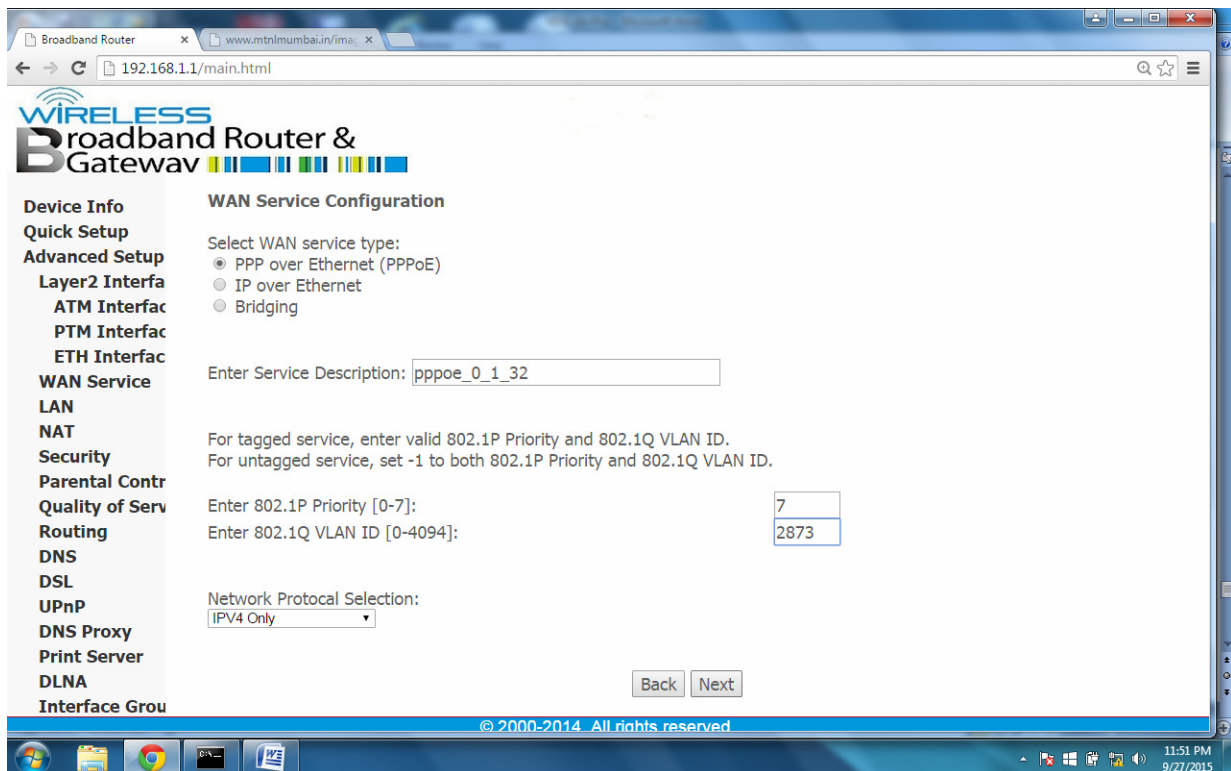 Broadband Router
www.mtnlmumbai.in/imag
192.168.1.1/main.html
WIRELESS
Broadband Router &
Gateway
Device Info
Quick Setup
Advanced Setup
Layer2 Interfa
ATM Interfac
PTM Interfac
ETH Interfac
WAN Service
LAN
NAT
Security
Parental Contr
Quality of Serv
Routing
DNS
DSL
UPnP
DNS Proxy
Print Server
DLNA
Interface Grou
WAN Service Configuration
Select WAN service type:
PPP over Ethernet (PPPoE)
IP over Ethernet
Bridging
Enter Service Description: pppoe_0_1_32
For tagged service, enter valid 802.1P Priority and 802.1Q VLAN ID.
For untagged service, set -1 to both 802.1P Priority and 802.1Q VLAN ID.
Enter 802.1P Priority [0-7]: 7
Enter 802.1Q VLAN ID [0-4094]: 2873
Network Protocal Selection:
IPV4 Only
Back Next
© 2000-2014 All rights reserved
11:51 PM
9/27/2015